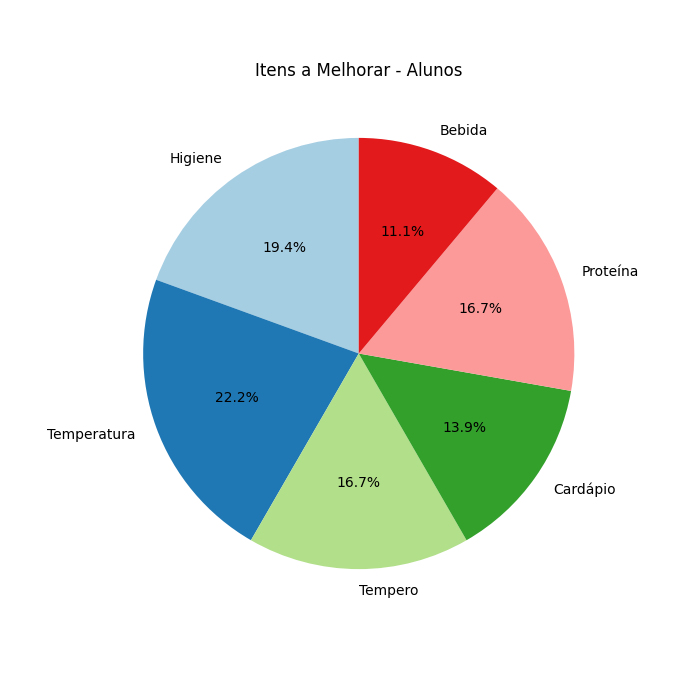 Itens a Melhorar - Alunos
Bebida
Higiene
11.1%
19.4%
Proteína
16.7%
22.2%
13.9%
Temperatura
16.7%
Cardápio
Tempero